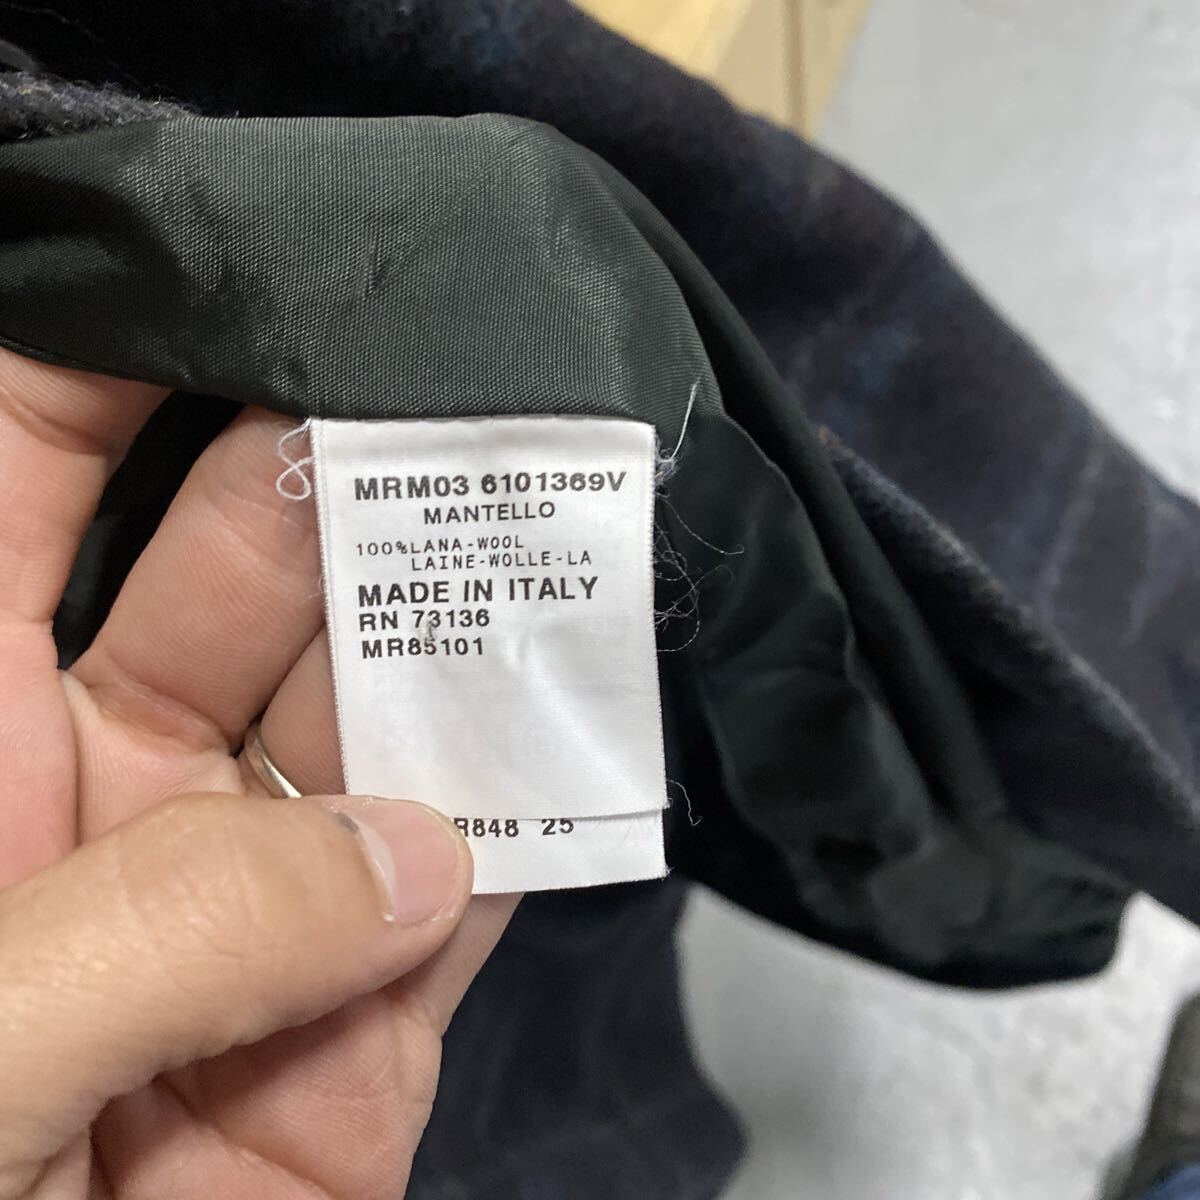 MRM03 6101369V
MANTELLO
100%LANA-WOOL
LAINE-WOLLE-LA
MADE IN ITALY
RN 73136
MR85101
R848 25